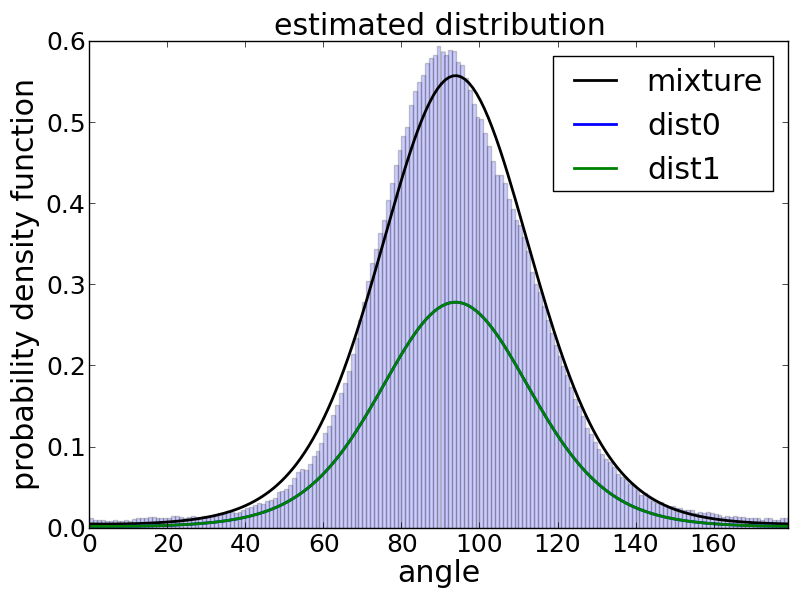 estimated distribution
probability density function
0.6
0.5
0.4
0.3
0.2
0.1
0.0
mixture
dist0
dist1
0 20 40 60 80 100 120 140 160
angle